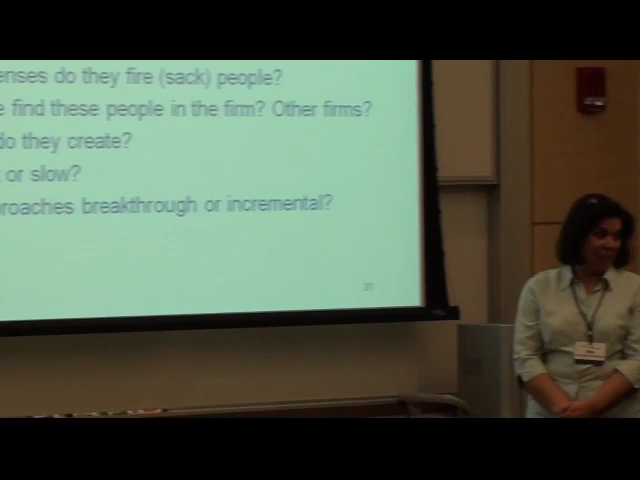 enses do they fire (sack) people?
e find these people in the firm? Other firms?
do they create?
or slow?
roaches breakthrough or incremental?